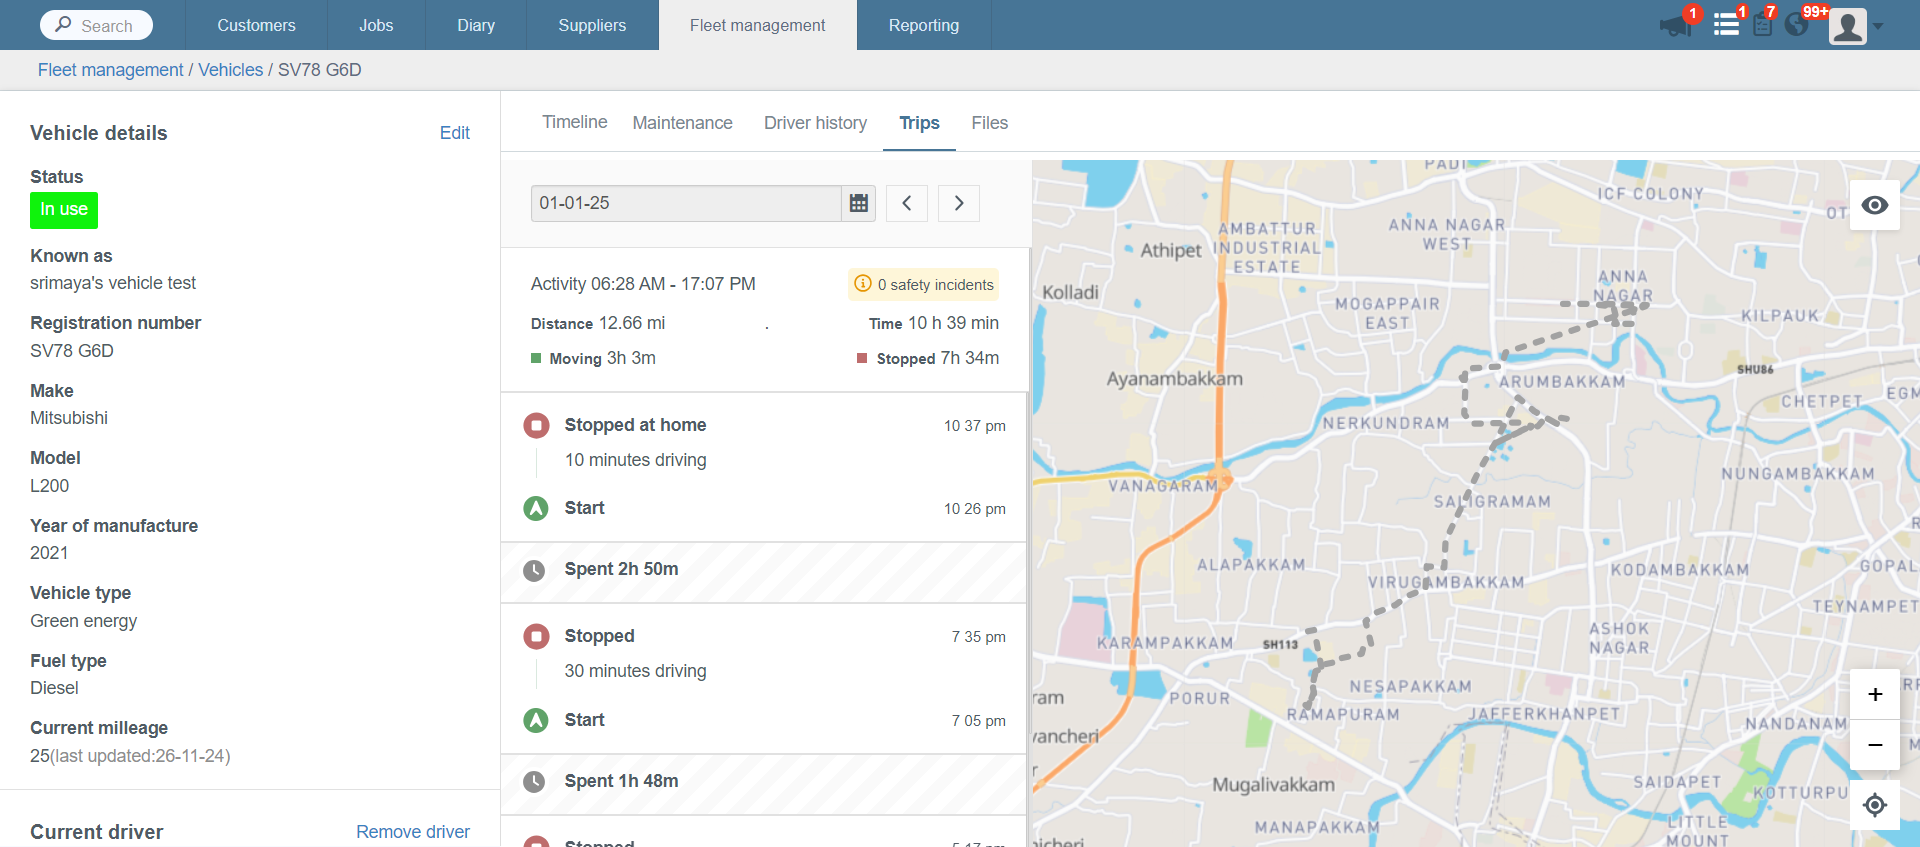 Search
Customers
Jobs
Diary
Suppliers
Fleet management
Reporting
1
1
7
99+
Fleet management / Vehicles / SV78 G6D
Vehicle details
Edit
Status
In use
Known as
srimaya's vehicle test
Registration number
SV78 G6D
Make
Mitsubishi
Model
L200
Year of manufacture
2021
Vehicle type
Green energy
Fuel type
Diesel
Current milleage
25(last updated:26-11-24)
Current driver
Remove driver
Timeline
Maintenance
Driver history
Trips
Files
01-01-25
Activity 06:28 AM - 17:07 PM
0 safety incidents
Distance 12.66 mi
.
Time 10 h 39 min
Moving 3h 3m
Stopped 7h 34m
Stopped at home
10 37 pm
10 minutes driving
Start
10 26 pm
Spent 2h 50m
Stopped
7 35 pm
30 minutes driving
Start
7 05 pm
Spent 1h 48m
Stopped
5 17 pm
PADI
ICF COLONY
OT
AMBATTUR
INDUSTRIAL
ESTATE
ANNA NAGAR
WEST
Athipet
Kolladi
ANNA
NAGAR
MOGAPPAIR
EAST
KILPAUK
SHU86
Ayanambakkam
ARUMBAKKAM
CHETPET
EGM
NERKUNDRAM
VANAGARAM
NUNGAMBAKKAM
SALIGRAMAM
R
ALAPAKKAM
VIRUGAMBAKKAM
KODAMBAKKAM
GOPAL
TEYNAMPET
KARAMPAKKAM
SH113
ASHOK
NAGAR
ram
PORUR
NESAPAKKAM
RAMAPURAM
JAFFERKHANPET
RR
+
NANDANAM
M
vancheri
−
r
Mugalivakkam
SAIDAPET
KOTTURPU
MANAPAKKAM
LITTLE
MOUNT
hicheri